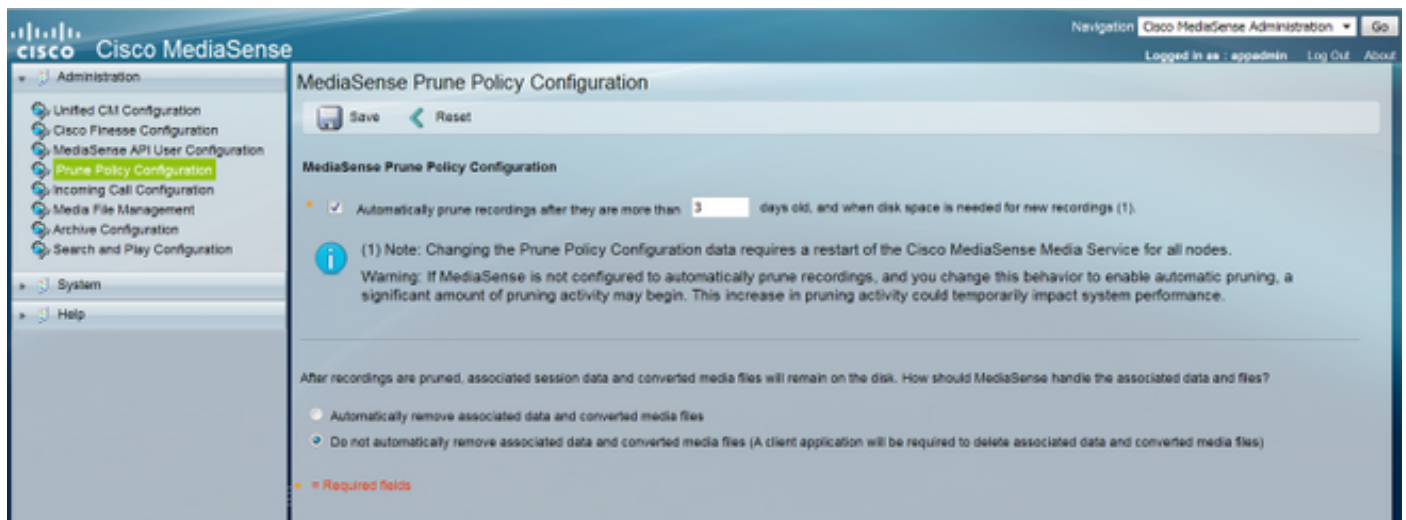 Navigation Cisco MediaSense Administration Go
CISCO Cisco MediaSense
Logged in as : appadmin Log Out About
Administration
Unified CM Configuration
Cisco Finesse Configuration
MediaSense API User Configuration
Prune Policy Configuration
Incoming Call Configuration
Media File Management
Archive Configuration
Search and Play Configuration
System
Help
MediaSense Prune Policy Configuration
Save Reset
MediaSense Prune Policy Configuration
* Automatically prune recordings after they are more than 3 days old, and when disk space is needed for new recordings (1).
(1) Note: Changing the Prune Policy Configuration data requires a restart of the Cisco MediaSense Media Service for all nodes.
Warning: If MediaSense is not configured to automatically prune recordings, and you change this behavior to enable automatic pruning, a
significant amount of pruning activity may begin. This increase in pruning activity could temporarily impact system performance.
After recordings are pruned, associated session data and converted media files will remain on the disk. How should MediaSense handle the associated data and files?
Automatically remove associated data and converted media files
Do not automatically remove associated data and converted media files (A client application will be required to delete associated data and converted media files)
* = Required fields